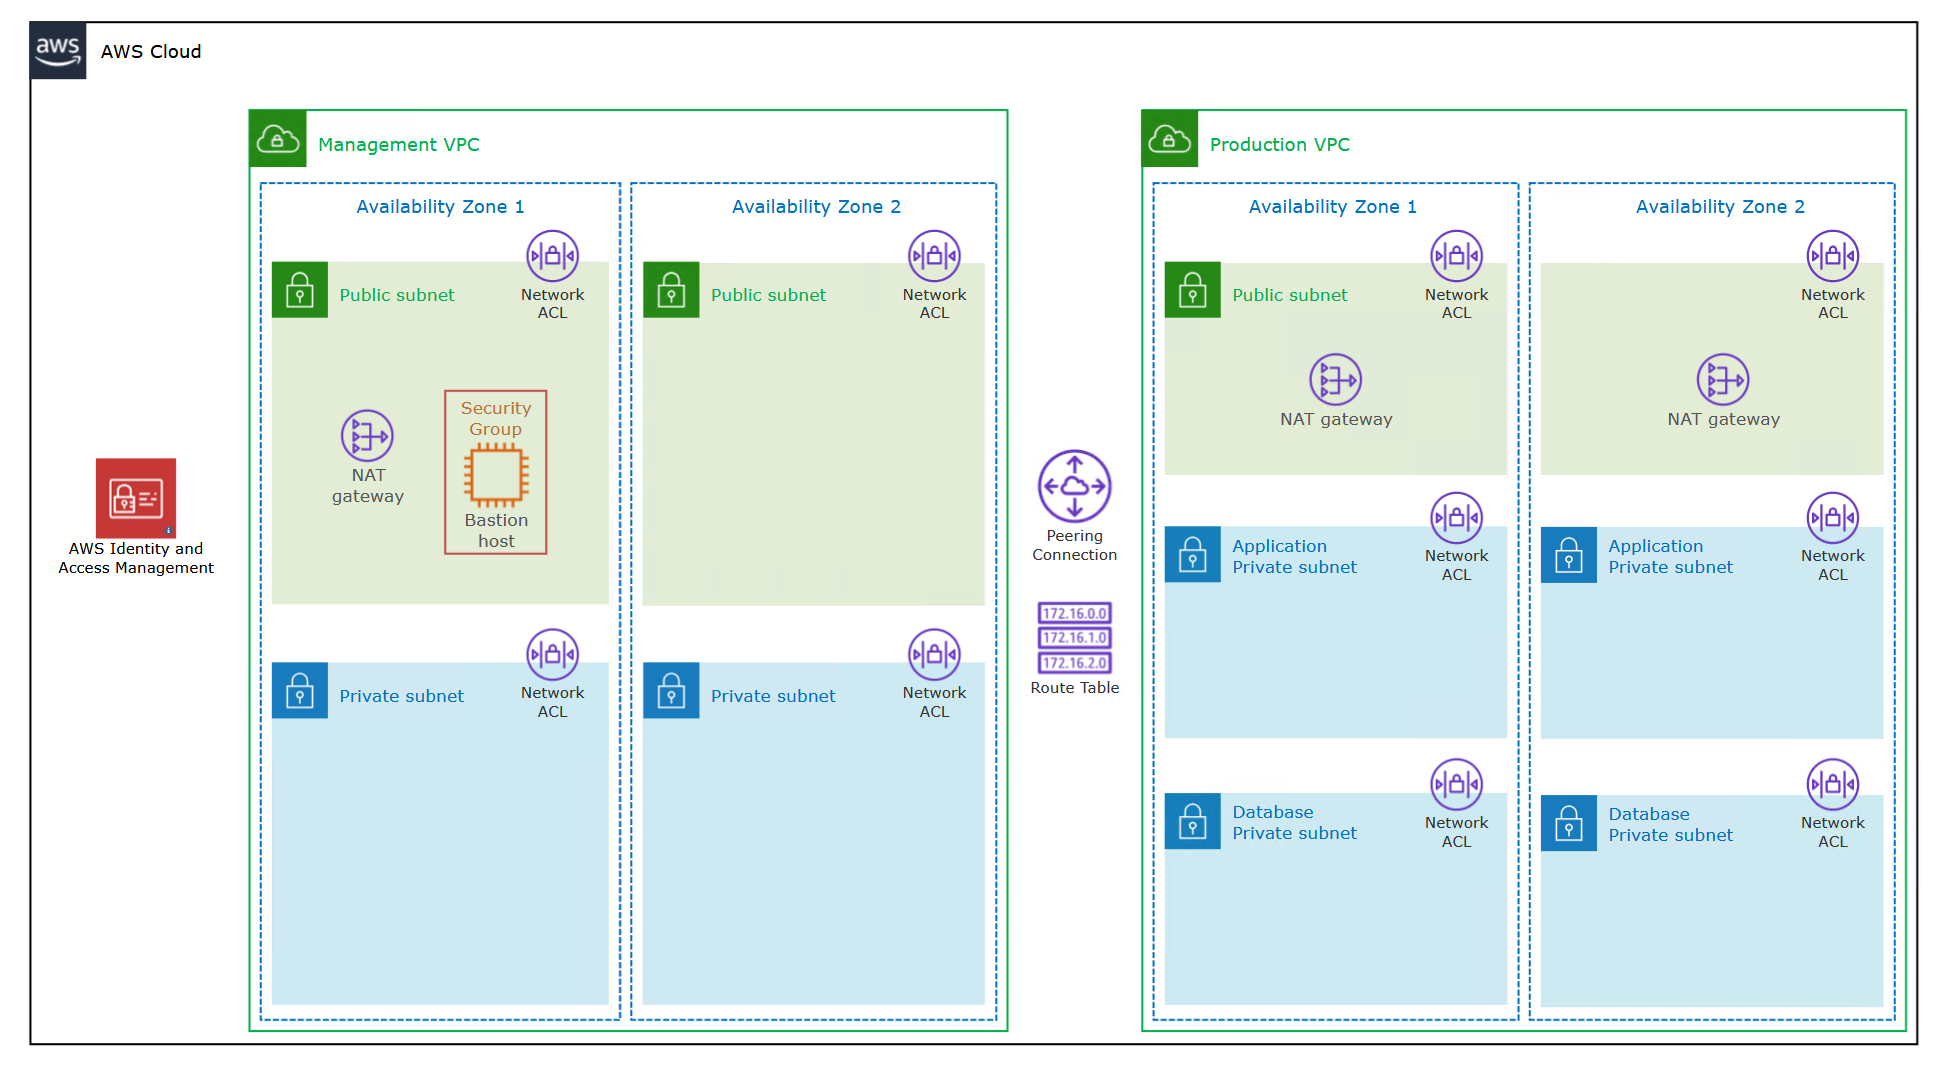 aws
AWS Cloud
Management VPC
Production VPC
Availability Zone 1
Availability Zone 2
Availability Zone 1
Availability Zone 2
Public subnet
Network
ACL
Public subnet
Network
ACL
Public subnet
Network
ACL
Network
ACL
NAT gateway
NAT gateway
Security
Group
NAT
gateway
Bastion
host
AWS Identity and
Access Management
Peering
Connection
Application
Private subnet
Network
ACL
Application
Private subnet
Network
ACL
172.16.0.0
172.16.1.0
172.16.2.0
Route Table
Private subnet
Network
ACL
Private subnet
Network
ACL
Database
Private subnet
Network
ACL
Database
Private subnet
Network
ACL